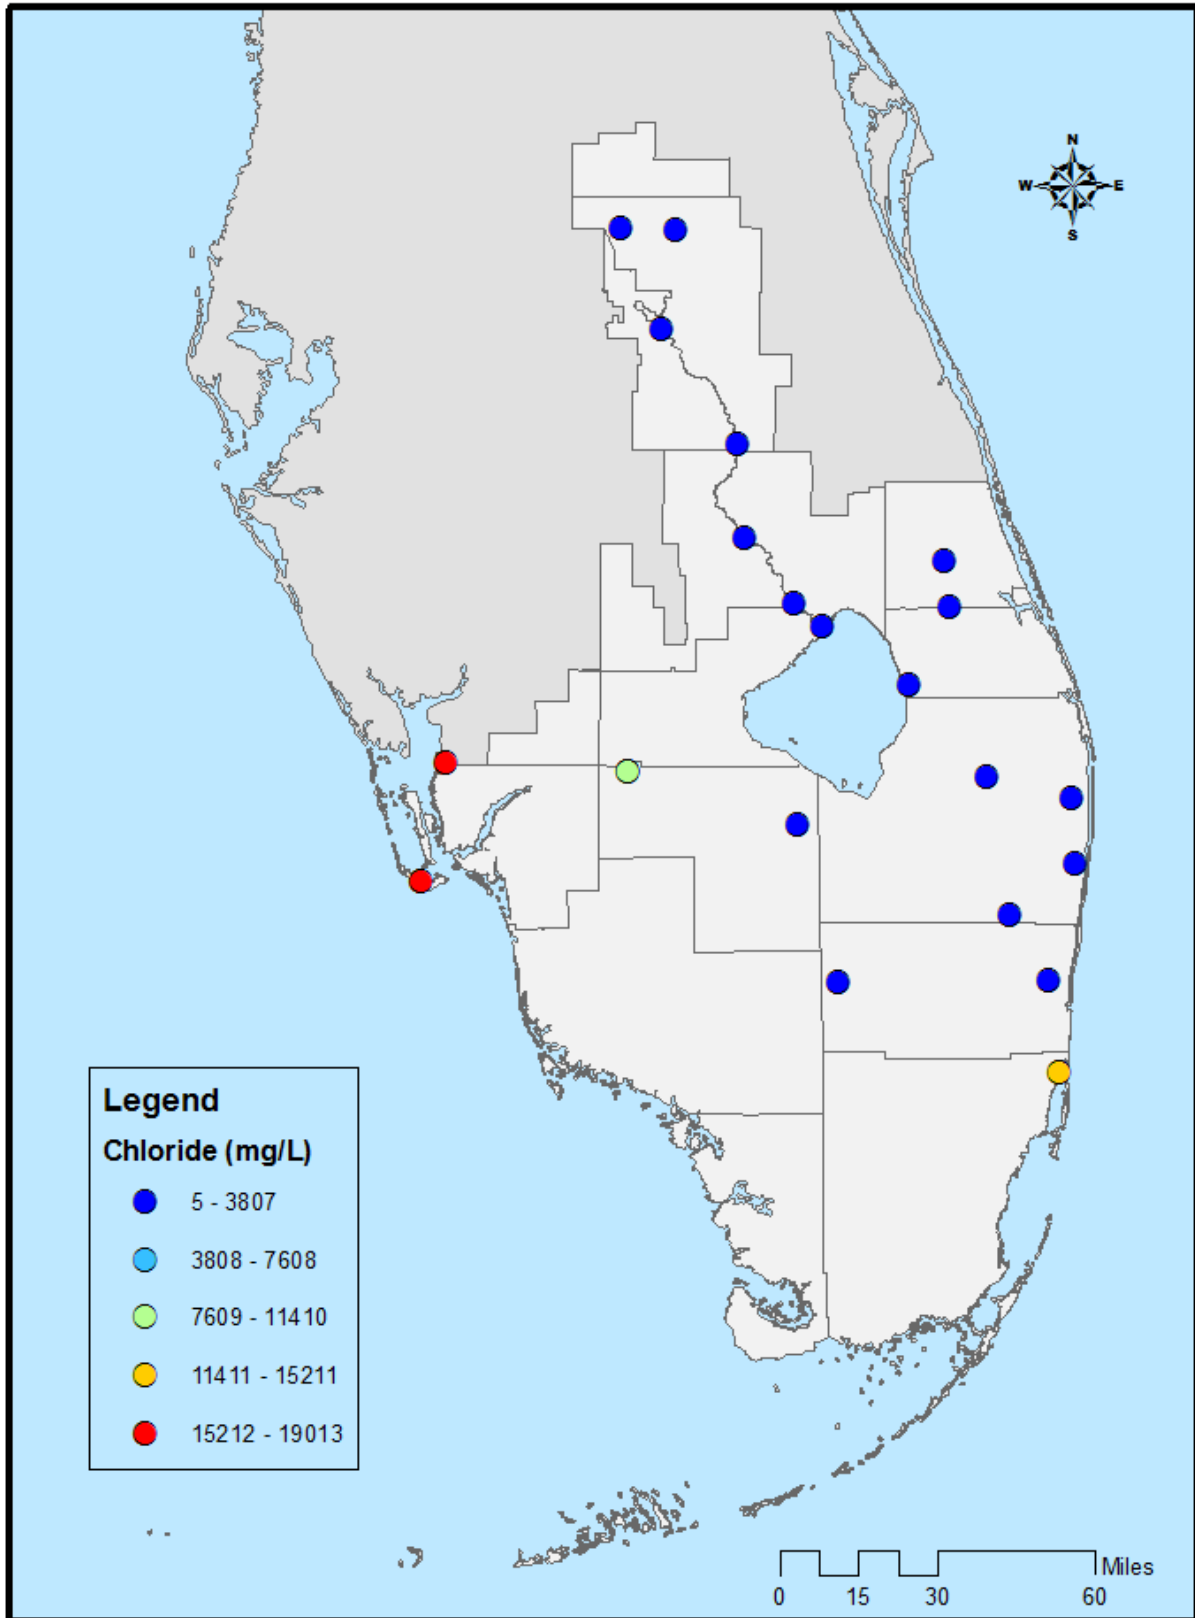 N
W E
S
Legend
Chloride (mg/L)
5 - 3807
3808 - 7608
7609 - 11410
11411 - 15211
15212 - 19013
Miles
0 15 30 60